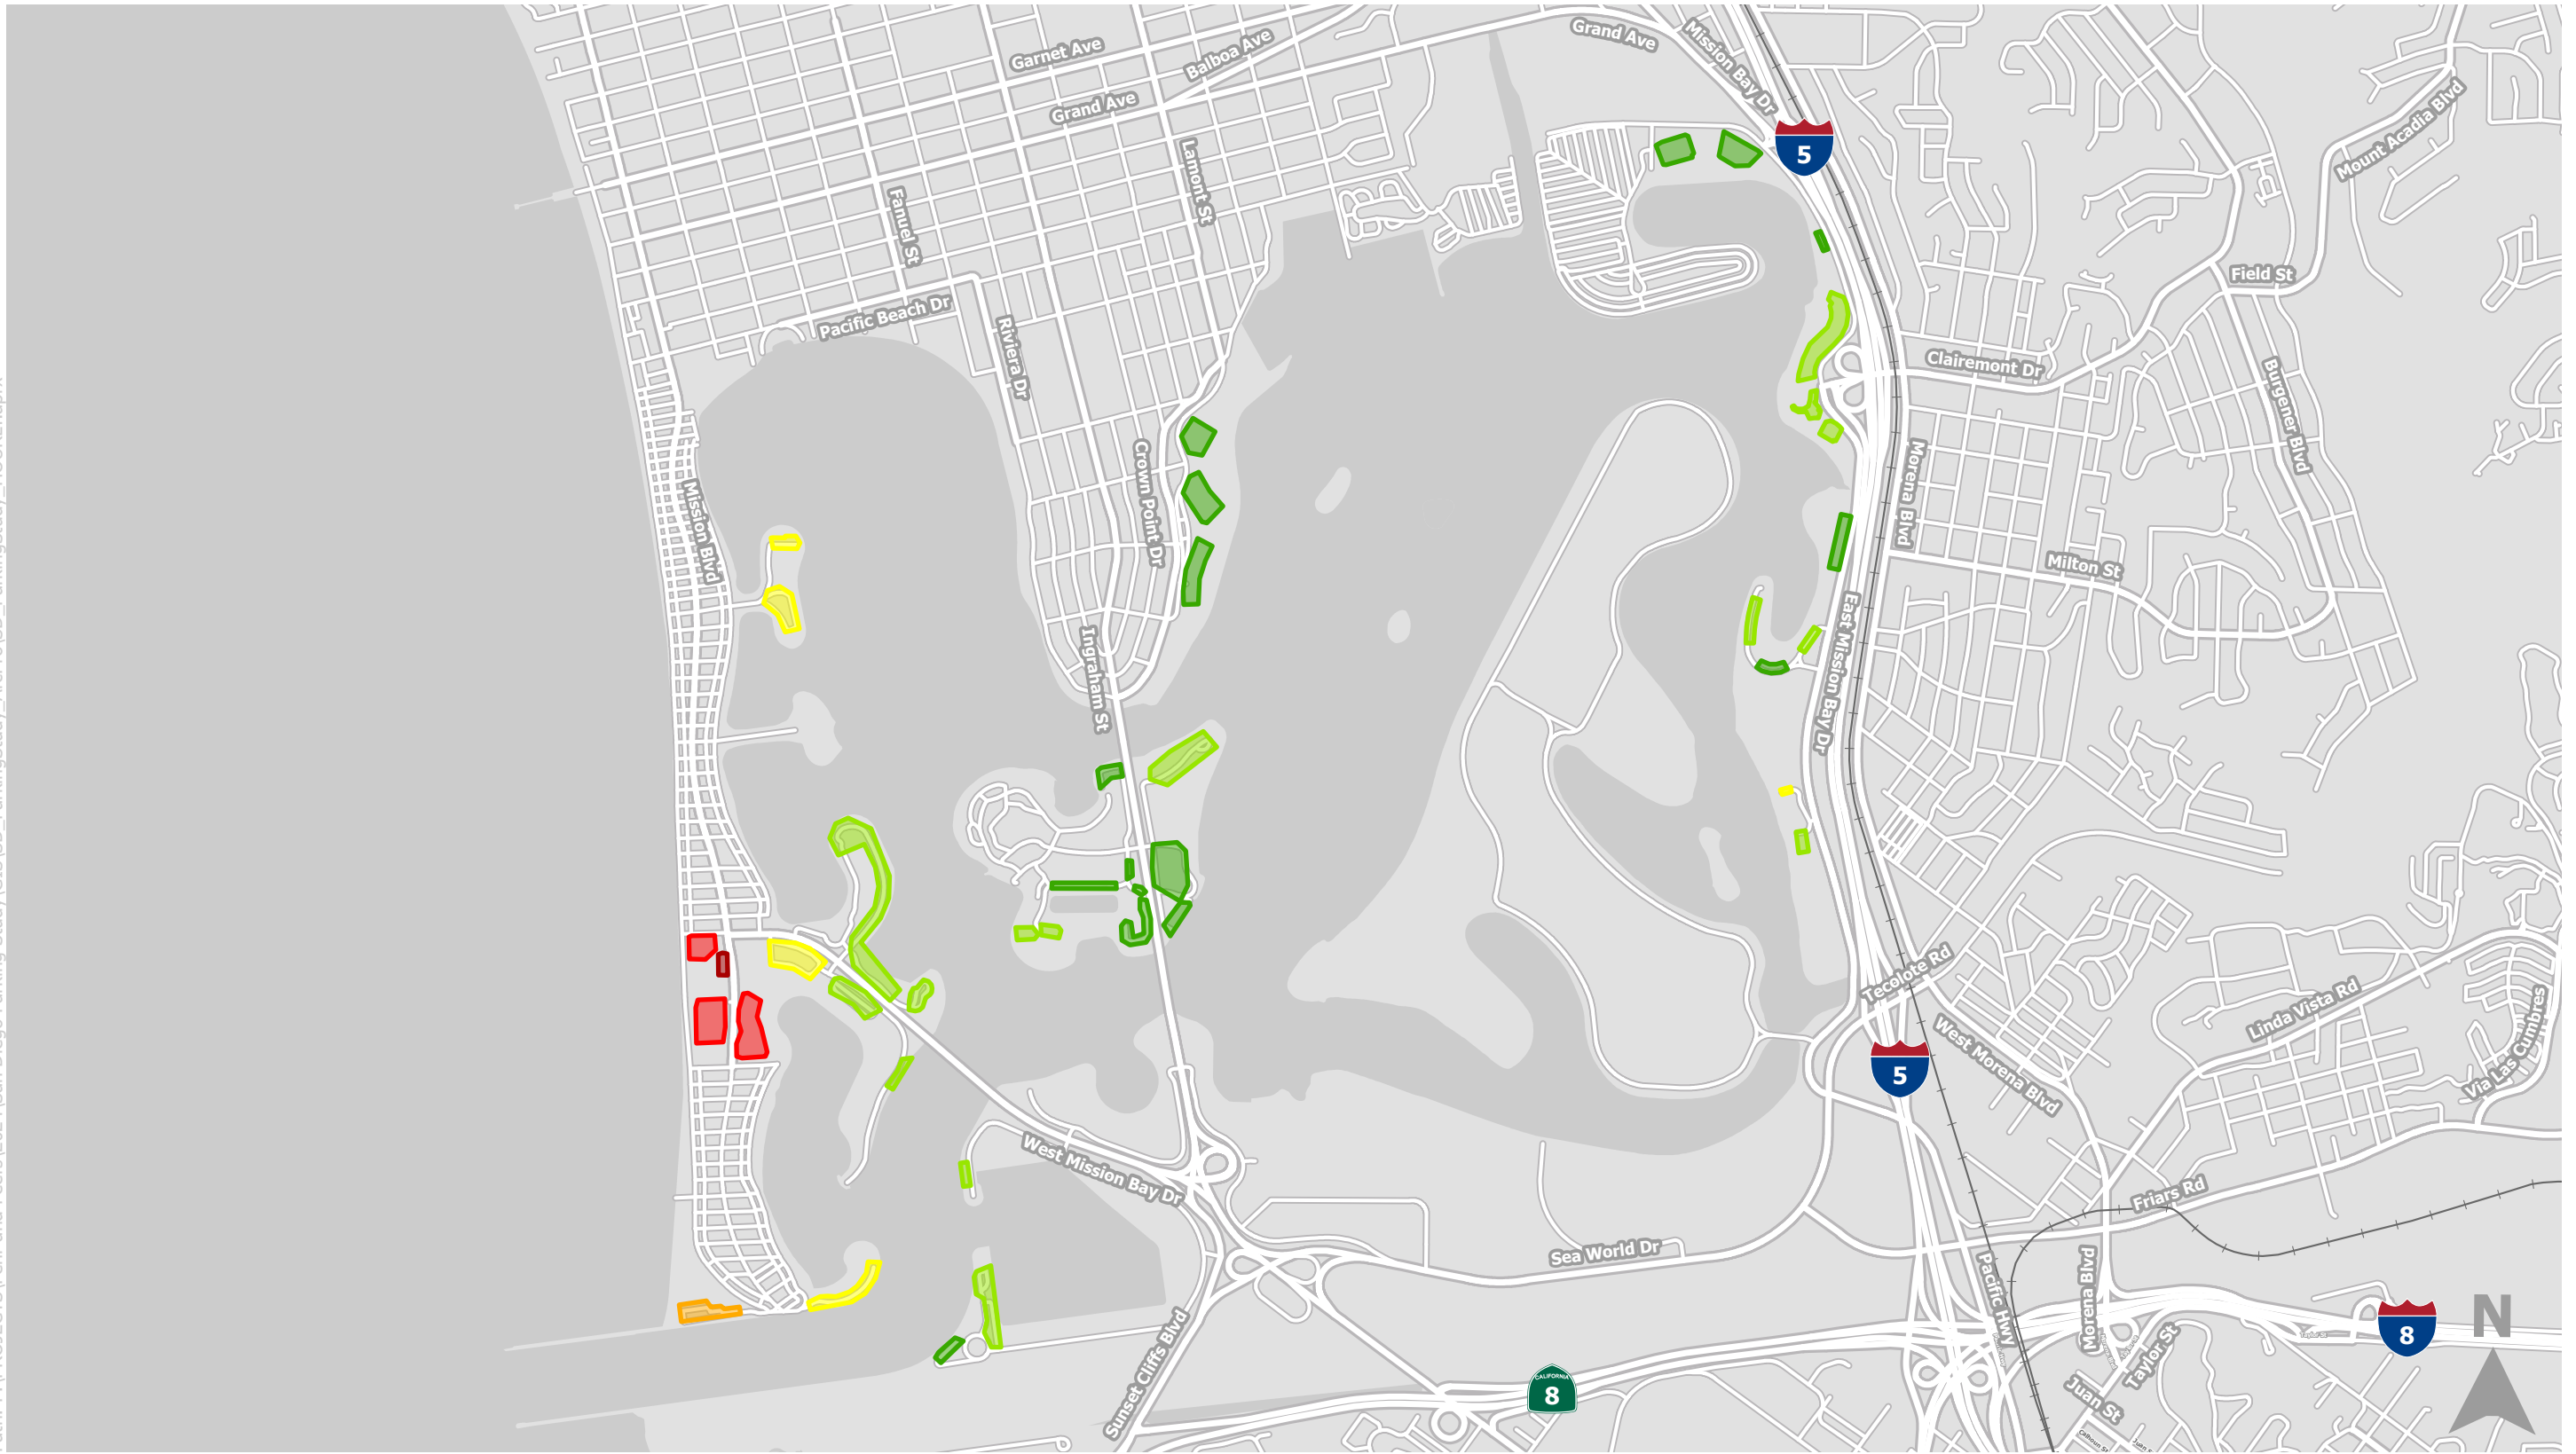 Garnet Ave
Balboa Ave
Grand Ave
Mission Bay Dr
Grand Ave
Mount Acadia Blvd
5
Lamont St
Fanuel St
Field St
Pacific Beach Dr
Riviera Dr
Clairemont Dr
Burgener Blvd
Crown Point Dr
Morena Blvd
Mission Blvd
Milton St
East Mission Bay Dr
Ingraham St
Tecolote Rd
Linda Vista Rd
Via Las Cumbres
West Morena Blvd
5
West Mission Bay Dr
Friars Rd
Sea World Dr
Pacific Hwy
Morena Blvd
Taylor St
N
8
Sunset Cliffs Blvd
CALIFORNIA
8
Juan St